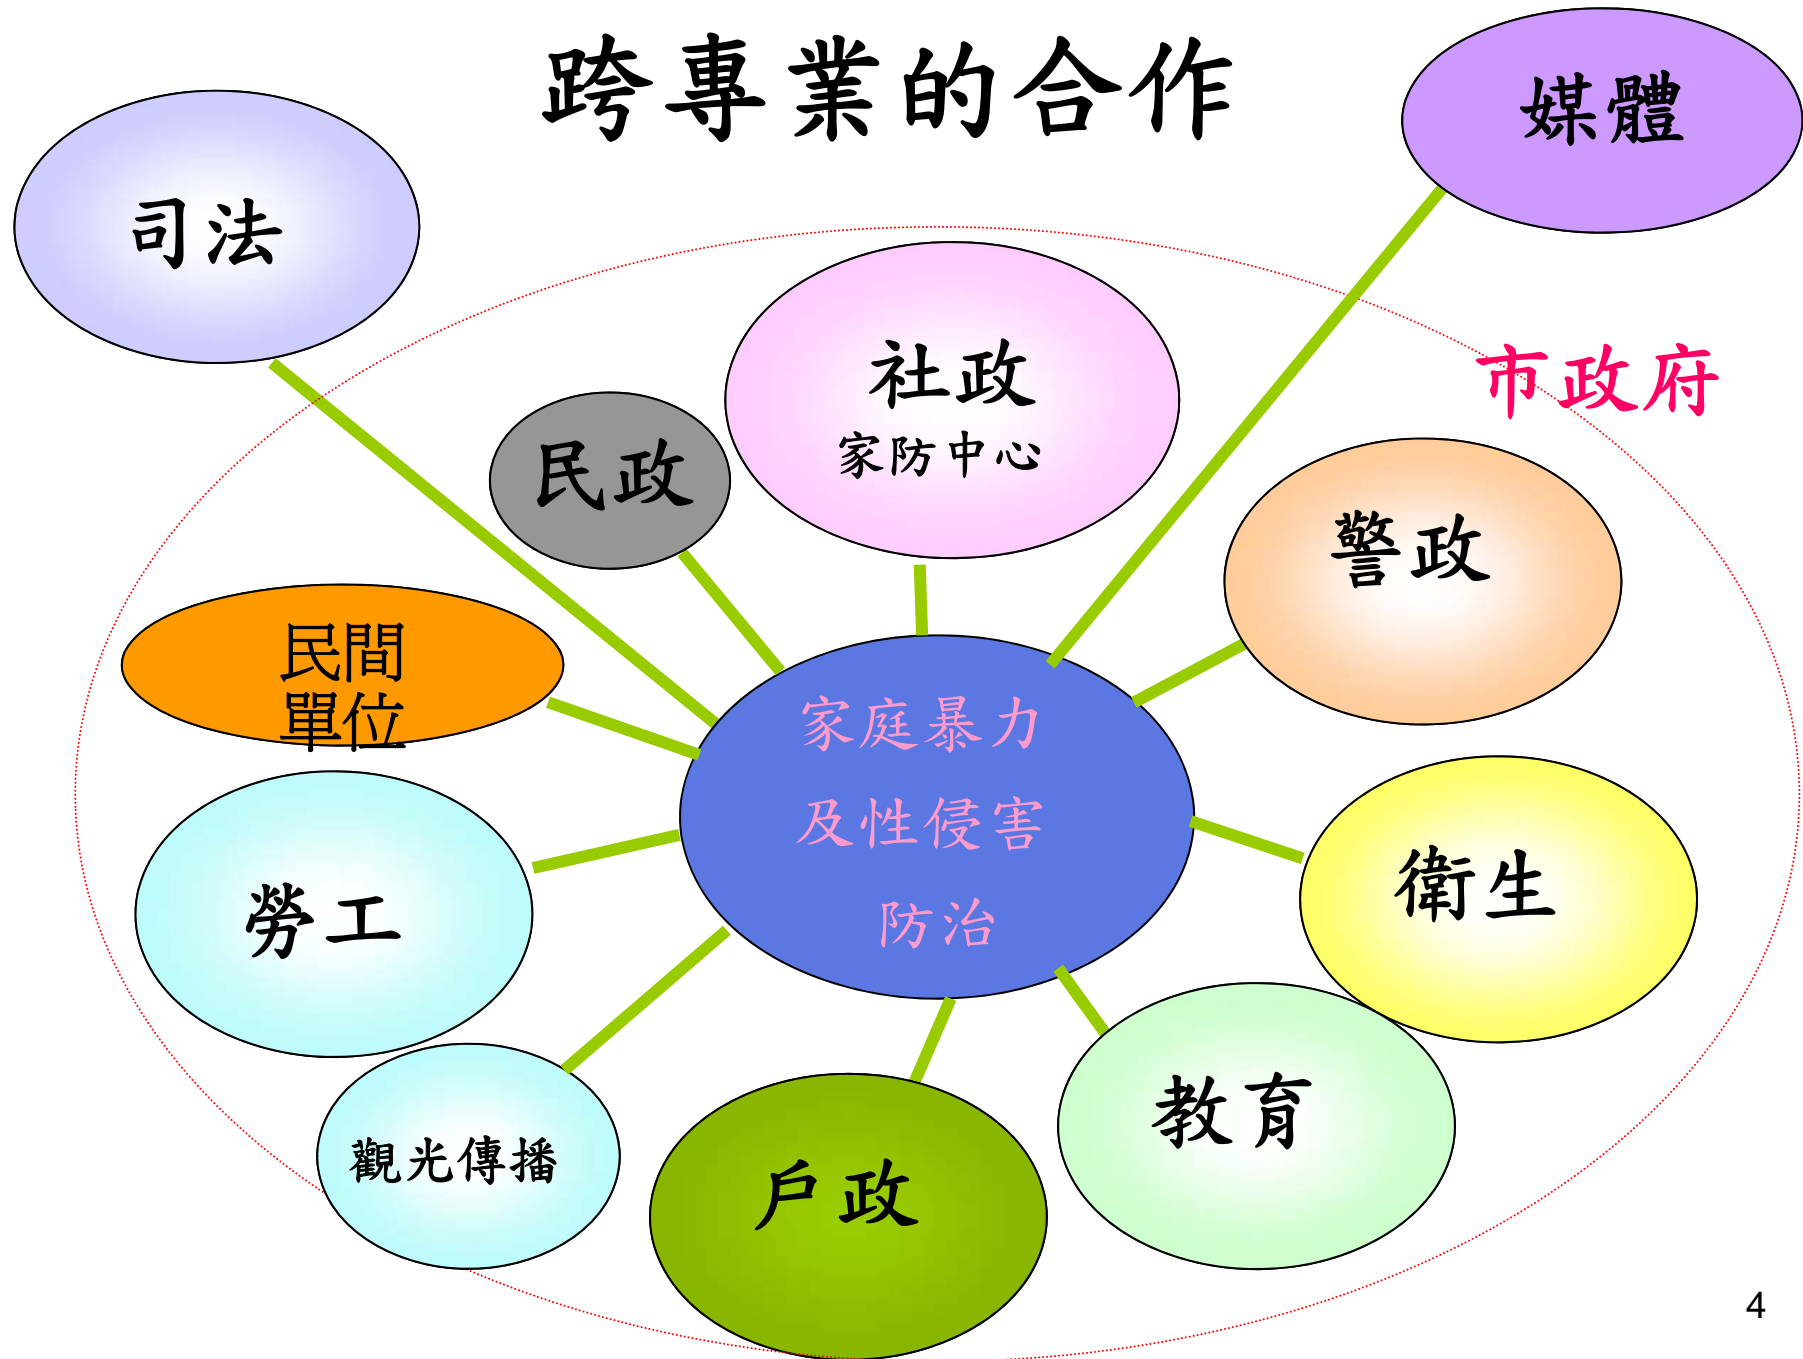 跨專業的合作
媒體
司法
市政府
社政
家防中心
民政
警政
民間
單位
家庭暴力
及性侵害
防治
勞工
衛生
教育
觀光傳播
戶政
4